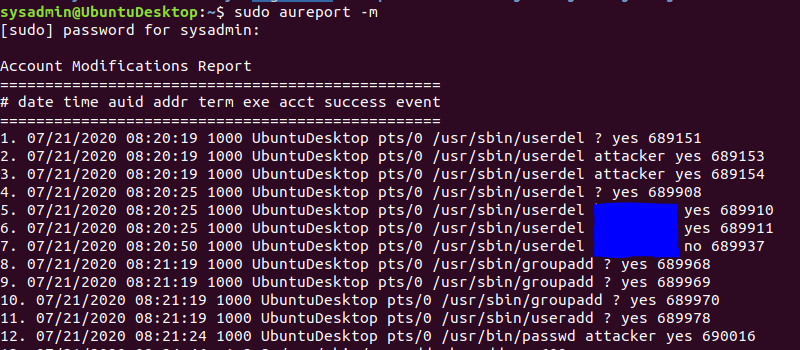 sysadmin@UbuntuDesktop:~$ sudo aureport -m
[sudo] password for sysadmin:
Account Modifications Report
=================================================
# date time auid addr term exe acct success event
=================================================
1. 07/21/2020 08:20:19 1000 UbuntuDesktop pts/0 /usr/sbin/userdel ? yes 689151
2. 07/21/2020 08:20:19 1000 UbuntuDesktop pts/0 /usr/sbin/userdel attacker yes 689153
3. 07/21/2020 08:20:19 1000 UbuntuDesktop pts/0 /usr/sbin/userdel attacker yes 689154
4. 07/21/2020 08:20:25 1000 UbuntuDesktop pts/0 /usr/sbin/userdel ? yes 689908
5. 07/21/2020 08:20:25 1000 UbuntuDesktop pts/0 /usr/sbin/userdel yes 689910
6. 07/21/2020 08:20:25 1000 UbuntuDesktop pts/0 /usr/sbin/userdel yes 689911
7. 07/21/2020 08:20:50 1000 UbuntuDesktop pts/0 /usr/sbin/userdel no 689937
8. 07/21/2020 08:21:19 1000 UbuntuDesktop pts/0 /usr/sbin/groupadd ? yes 689968
9. 07/21/2020 08:21:19 1000 UbuntuDesktop pts/0 /usr/sbin/groupadd ? yes 689969
10. 07/21/2020 08:21:19 1000 UbuntuDesktop pts/0 /usr/sbin/groupadd ? yes 689970
11. 07/21/2020 08:21:19 1000 UbuntuDesktop pts/0 /usr/sbin/useradd ? yes 689978
12. 07/21/2020 08:21:24 1000 UbuntuDesktop pts/0 /usr/bin/passwd attacker yes 690016